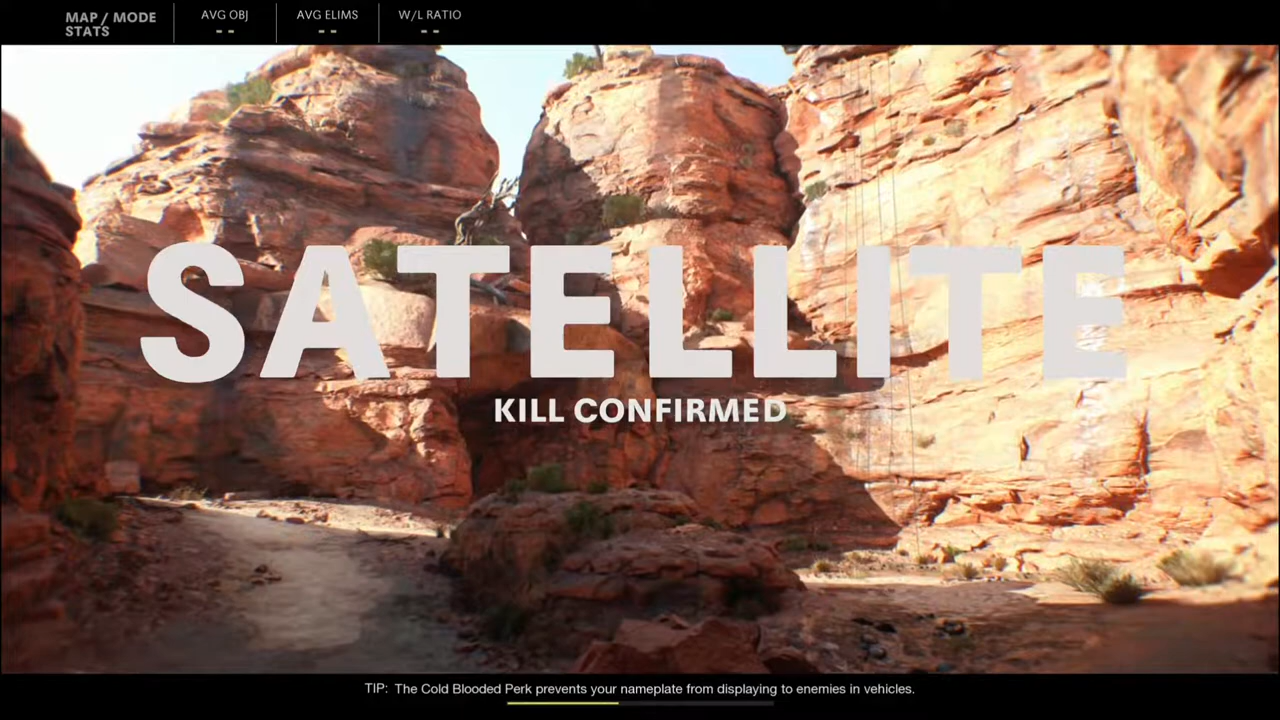 MAP / MODE
STATS
AVG OBJ
- -
AVG ELIMS
- -
W/L RATIO
- -
SATELLITE
KILL CONFIRMED
TIP: The Cold Blooded Perk prevents your nameplate from displaying to enemies in vehicles.